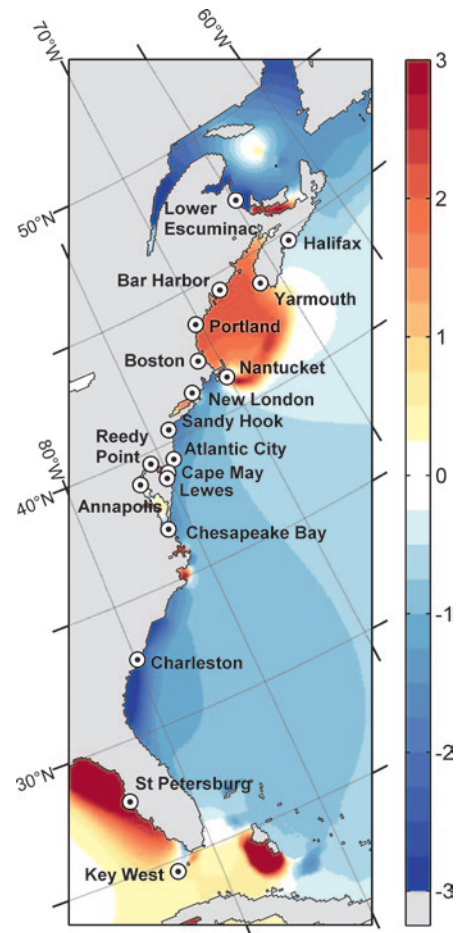 60°W
70°W
3
50°N
Lower
Escuminac
2
Halifax
Bar Harbor
Yarmouth
Portland
1
Boston
Nantucket
New London
Sandy Hook
Reedy
Point
Atlantic City
80°W
Cape May
0
40°N
Lewes
Annapolis
Chesapeake Bay
-1
Charleston
-2
30°N
St Petersburg
Key West
-3